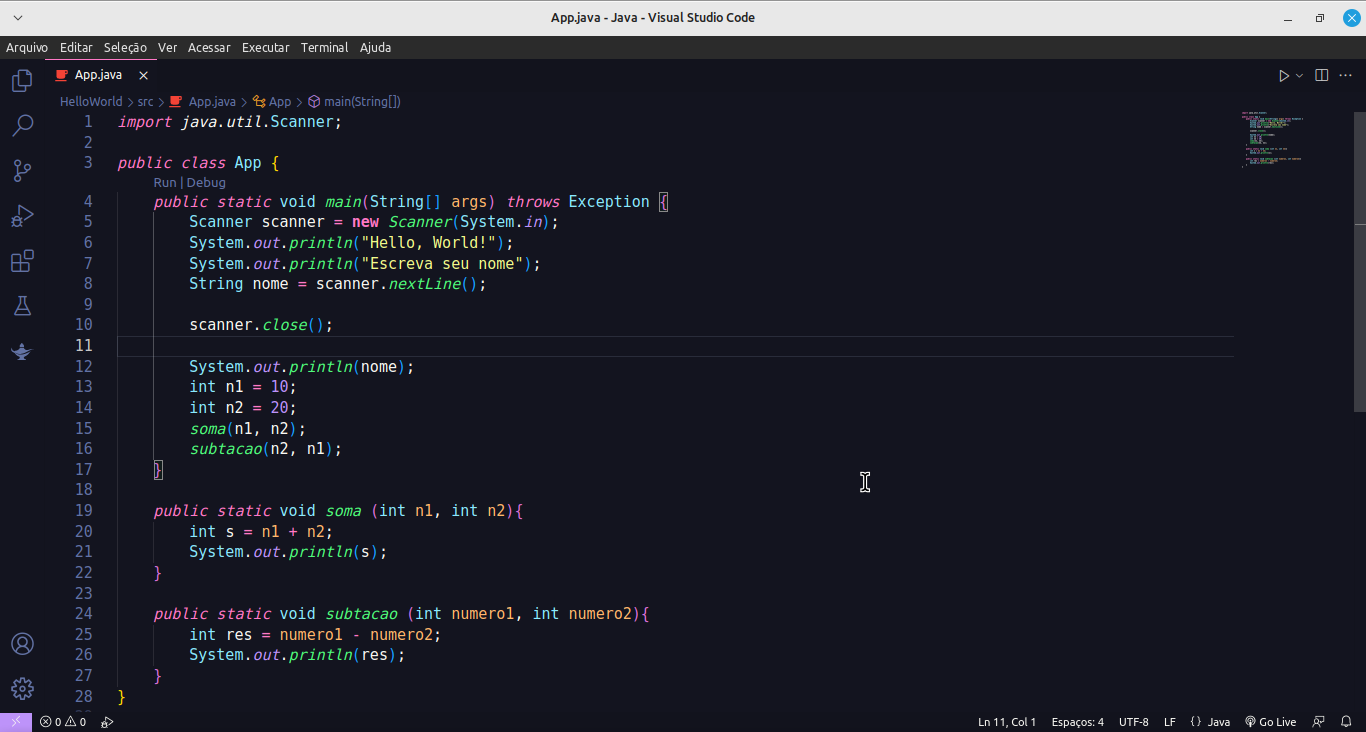 App.java - Java - Visual Studio Code
Arquivo Editar Seleção Ver Acessar Executar Terminal Ajuda
App.java
HelloWorld > src > App.java > App > main(String[])
1 import java.util.Scanner;
2
3 public class App {
Run | Debug
4 public static void main(String[] args) throws Exception {
5 Scanner scanner = new Scanner(System.in);
6 System.out.println("Hello, World!");
7 System.out.println("Escreva seu nome");
8 String nome = scanner.nextLine();
9
10 scanner.close();
11
12 System.out.println(nome);
13 int n1 = 10;
14 int n2 = 20;
15 soma(n1, n2);
16 subtacao(n2, n1);
17 }
18
19 public static void soma (int n1, int n2){
20 int s = n1 + n2;
21 System.out.println(s);
22 }
23
24 public static void subtacao (int numero1, int numero2){
25 int res = numero1 - numero2;
26 System.out.println(res);
27 }
28 }
0 0 Ln 11, Col 1 Espaços: 4 UTF-8 LF {} Java Go Live